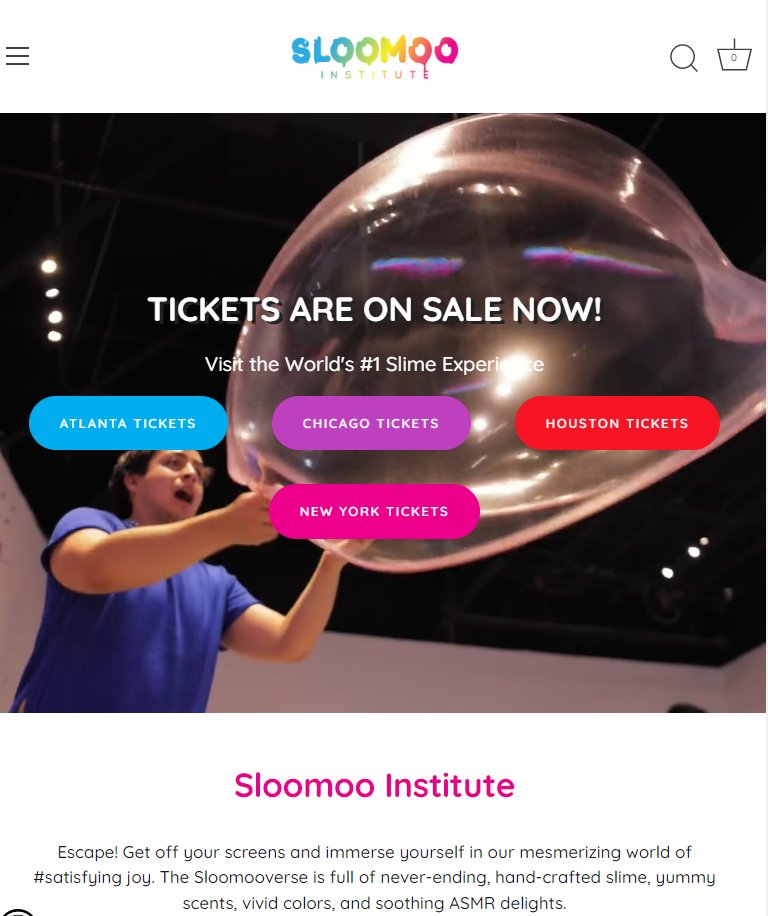 SLOOMOO
INSTITUTE
0
TICKETS ARE ON SALE NOW!
Visit the World's #1 Slime Experience
ATLANTA TICKETS
CHICAGO TICKETS
HOUSTON TICKETS
NEW YORK TICKETS
Sloomoo Institute
Escape! Get off your screens and immerse yourself in our mesmerizing world of
#satisfying joy. The Sloomooverse is full of never-ending, hand-crafted slime, yummy
scents, vivid colors, and soothing ASMR delights.